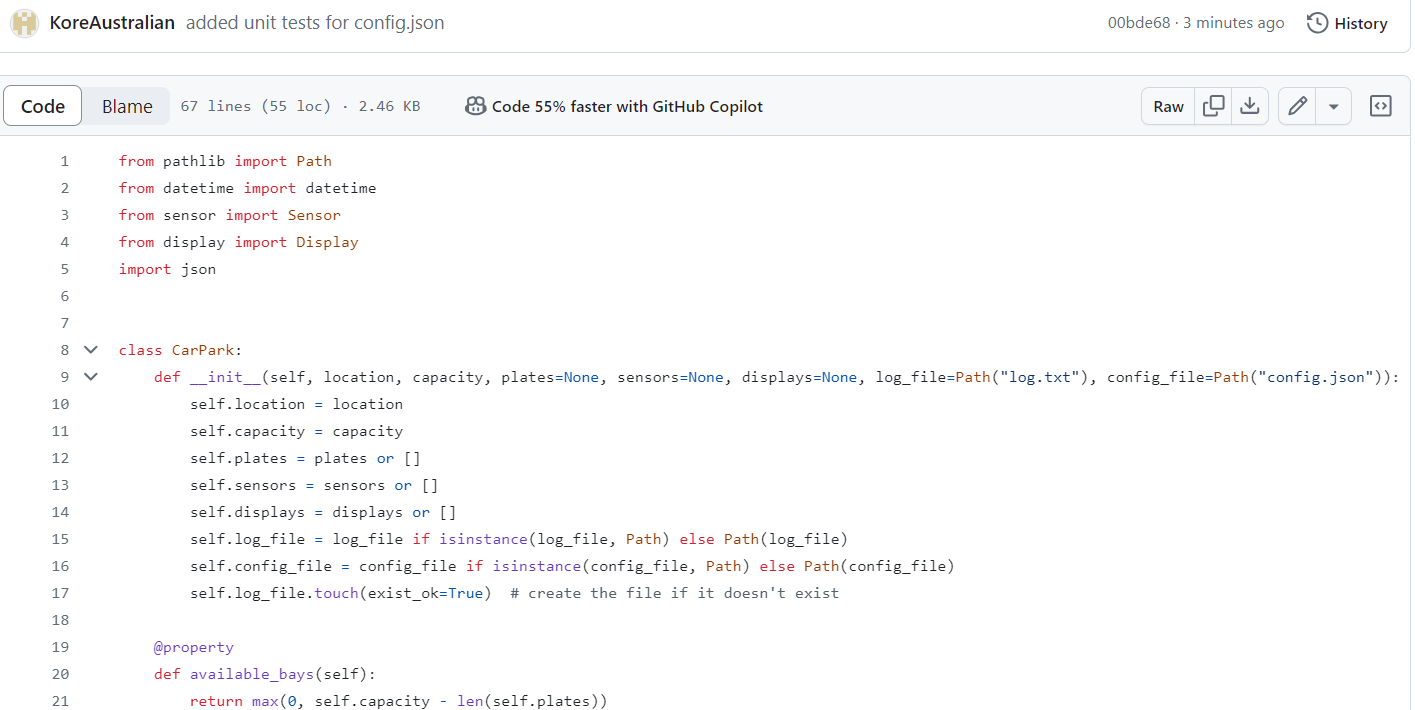 KoreAustralian added unit tests for config.json 00bde68 · 3 minutes ago History
Code Blame 67 lines (55 loc) · 2.46 KB Code 55% faster with GitHub Copilot Raw
1 from pathlib import Path
2 from datetime import datetime
3 from sensor import Sensor
4 from display import Display
5 import json
6
7
8 class CarPark:
9     def __init__(self, location, capacity, plates=None, sensors=None, displays=None, log_file=Path("log.txt"), config_file=Path("config.json")):
10         self.location = location
11         self.capacity = capacity
12         self.plates = plates or []
13         self.sensors = sensors or []
14         self.displays = displays or []
15         self.log_file = log_file if isinstance(log_file, Path) else Path(log_file)
16         self.config_file = config_file if isinstance(config_file, Path) else Path(config_file)
17         self.log_file.touch(exist_ok=True)  # create the file if it doesn't exist
18
19     @property
20     def available_bays(self):
21         return max(0, self.capacity - len(self.plates))